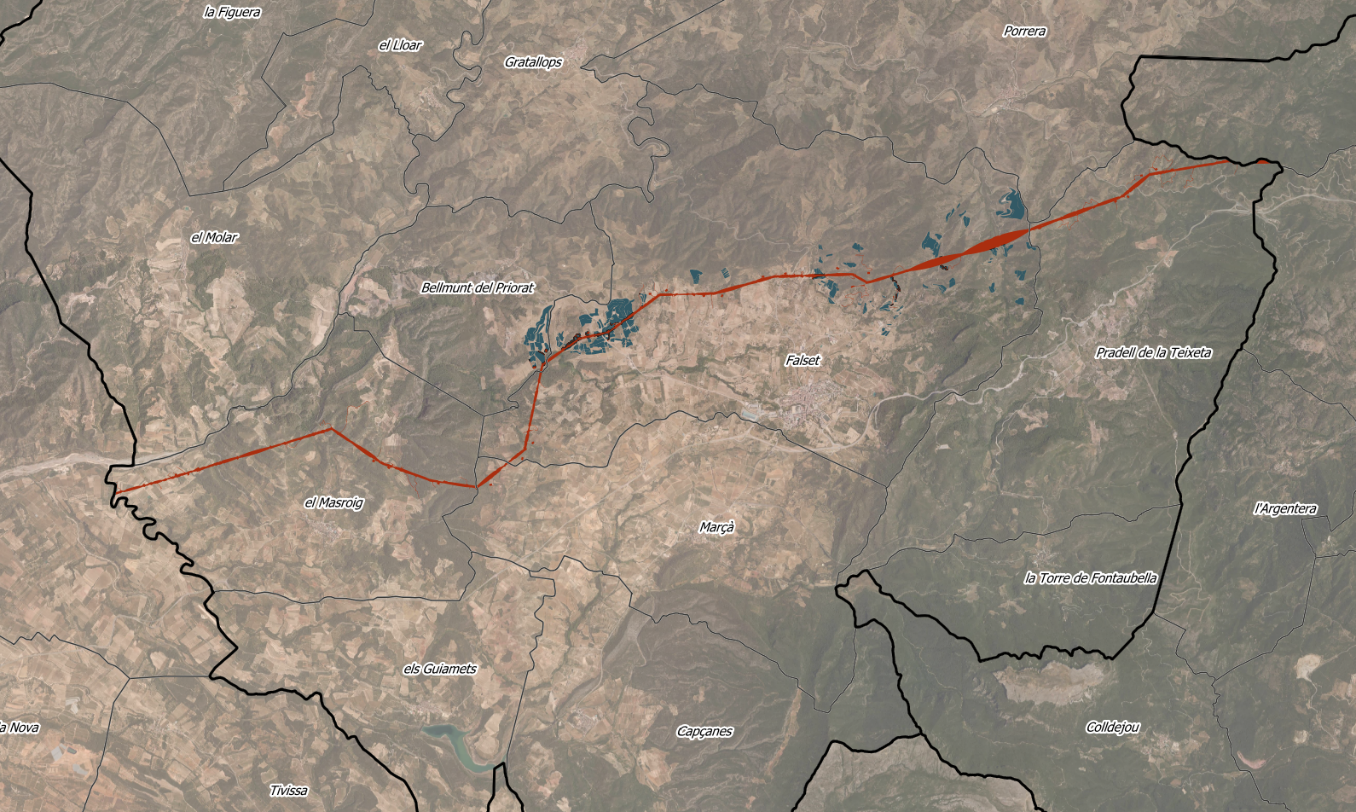 la Figuera
el Lloar
Gratallops
Porrera
el Molar
Bellmunt del Priorat
Falset
Pradell de la Teixeta
el Masroig
Marçà
l'Argentera
la Torre de Fontaubella
els Guiamets
a Nova
Capçanes
Colldejou
Tivissa